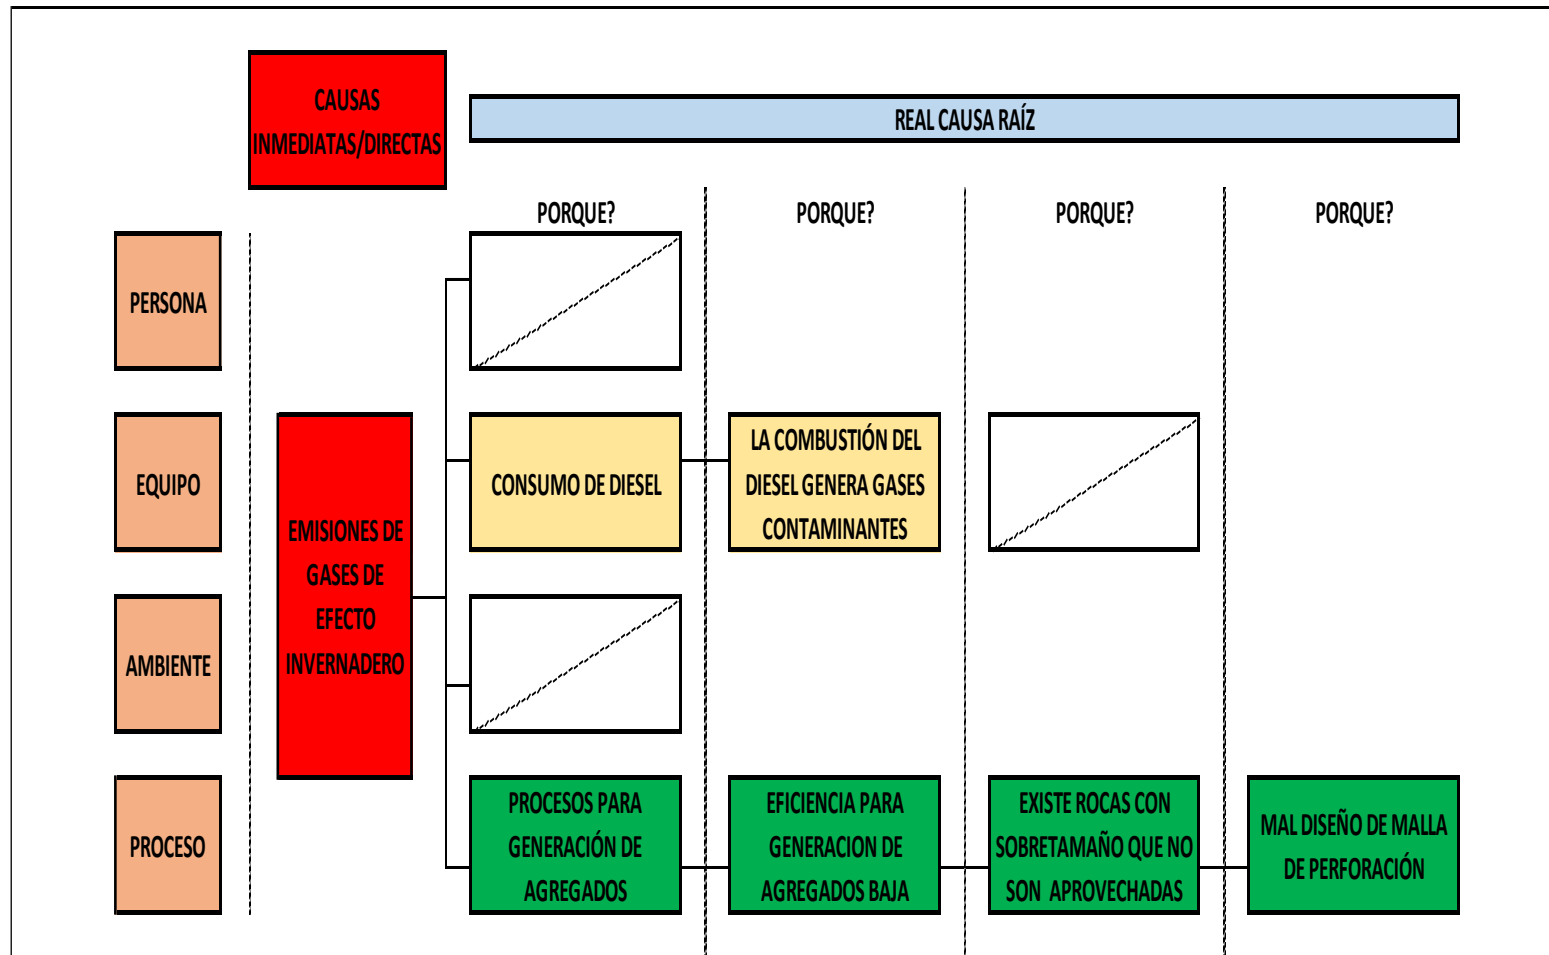 CAUSAS
INMEDIATAS/DIRECTAS
REAL CAUSA RAÍZ
PORQUE?
PORQUE?
PORQUE?
PORQUE?
PERSONA
EQUIPO
CONSUMO DE DIESEL
LA COMBUSTIÓN DEL
DIESEL GENERA GASES
CONTAMINANTES
EMISIONES DE
GASES DE
EFECTO
INVERNADERO
AMBIENTE
PROCESO
PROCESOS PARA
GENERACIÓN DE
AGREGADOS
EFICIENCIA PARA
GENERACION DE
AGREGADOS BAJA
EXISTE ROCAS CON
SOBRETAMAÑO QUE NO
SON APROVECHADAS
MAL DISEÑO DE MALLA
DE PERFORACIÓN